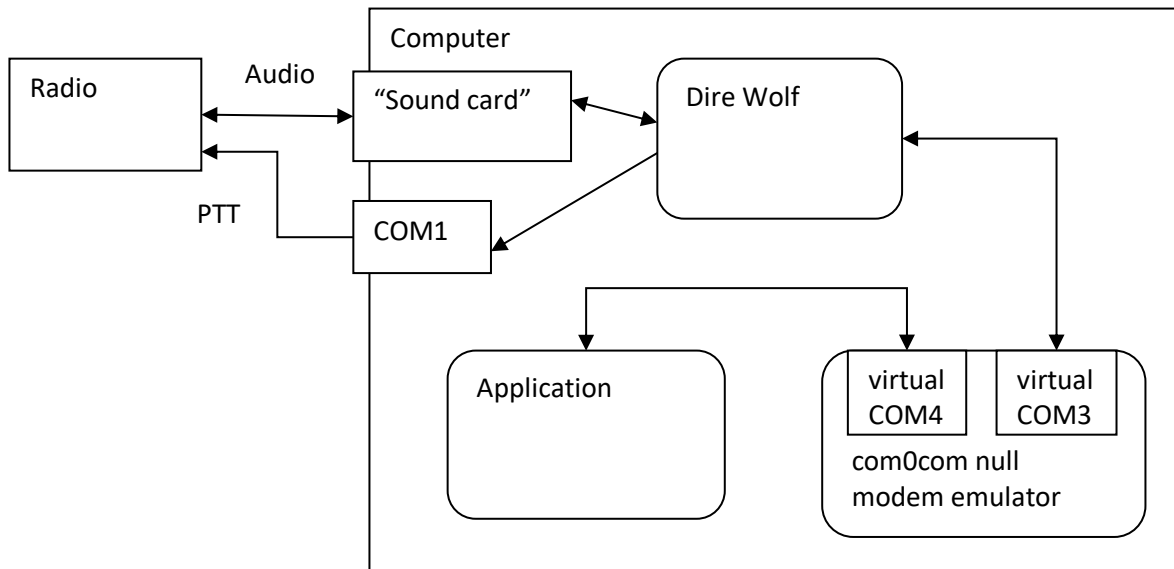 Computer
Radio
Audio
“Sound card”
Dire Wolf
PTT
COM1
Application
virtual
COM4
virtual
COM3
com0com null
modem emulator